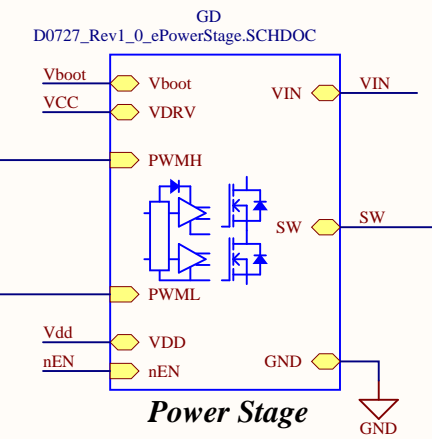 GD
D0727_Rev1_0_ePowerStage.SCHDOC
Vboot Vboot VIN VIN
VCC VDRV
PWMH
SW SW
PWML
Vdd VDD
nEN nEN GND
Power Stage
GND